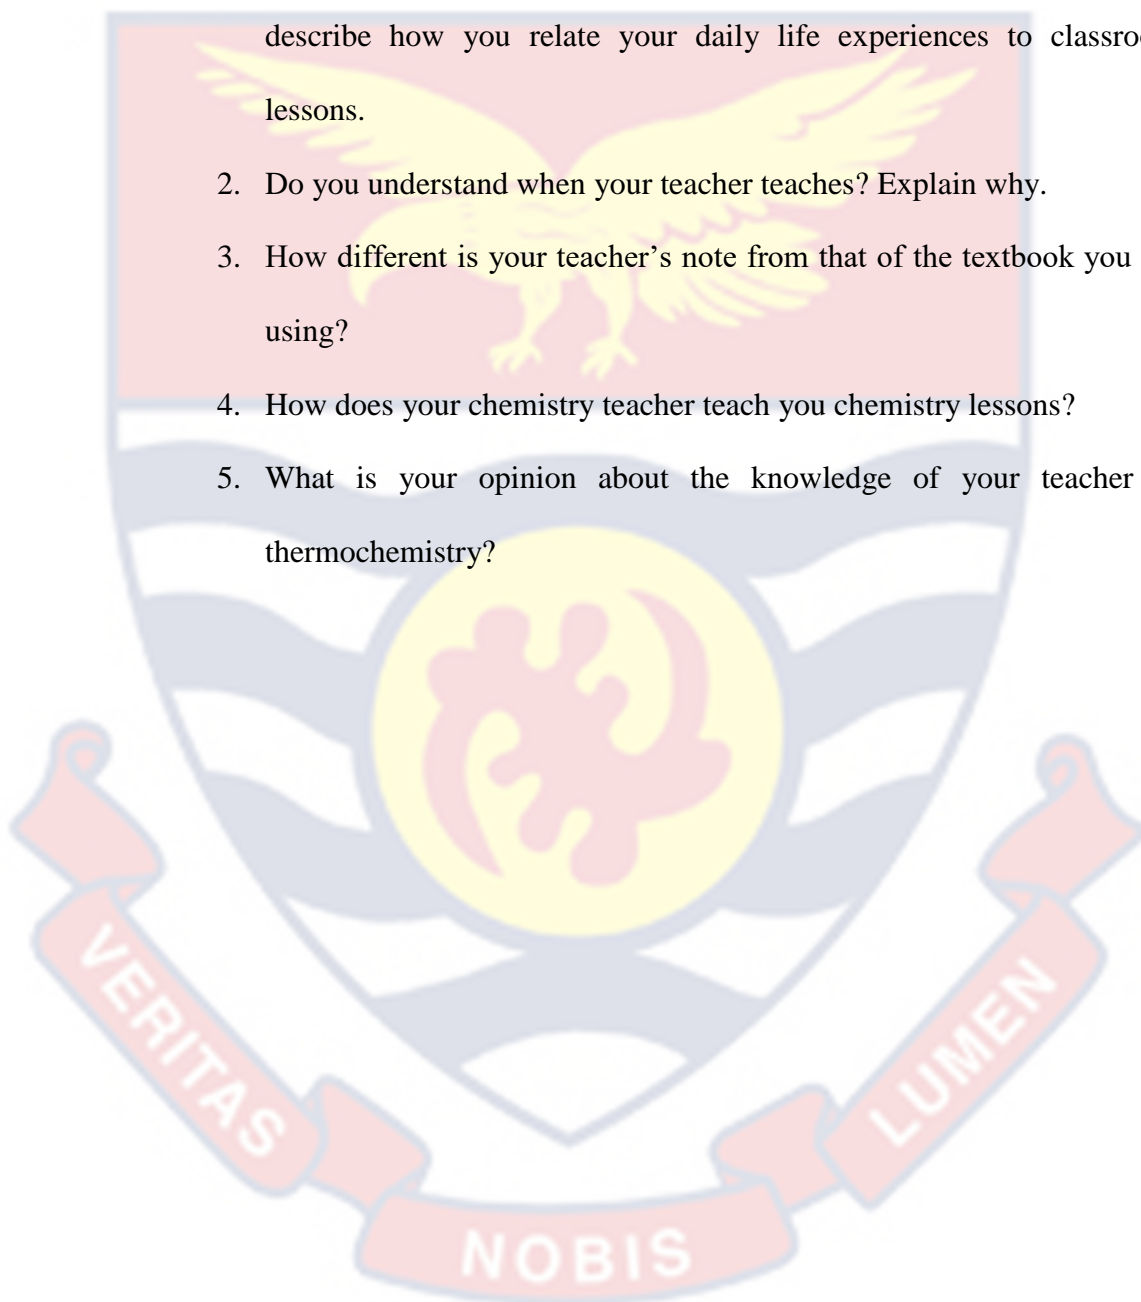 describe how you relate your daily life experiences to
lessons.
2. Do you understand when your teacher teaches? Explain why.
3. How different is your teacher’s note from that of the textbook you
using?
4. How does your chemistry teacher teach you chemistry lessons?
5. What is your opinion about the knowledge of your teacher
thermochemistry?
VERITAS
NOBIS
LUMEN